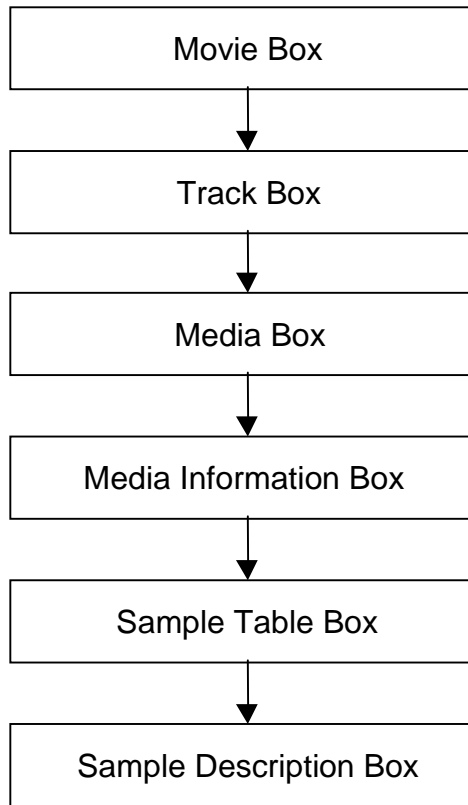 Movie Box
Track Box
Media Box
Media Information Box
Sample Table Box
Sample Description Box